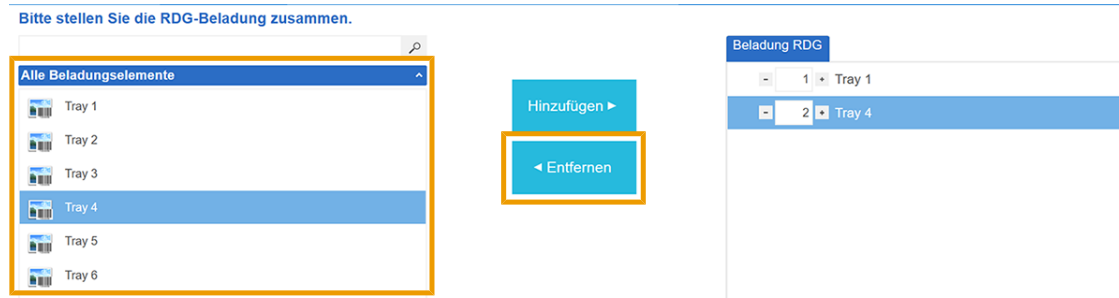 Bitte stellen Sie die RDG-Beladung zusammen.
Alle Beladungselemente
Tray 1
Tray 2
Tray 3
Tray 4
Tray 5
Tray 6
Hinzufügen ►
◄ Entfernen
Beladung RDG
- 1 + Tray 1
- 2 + Tray 4